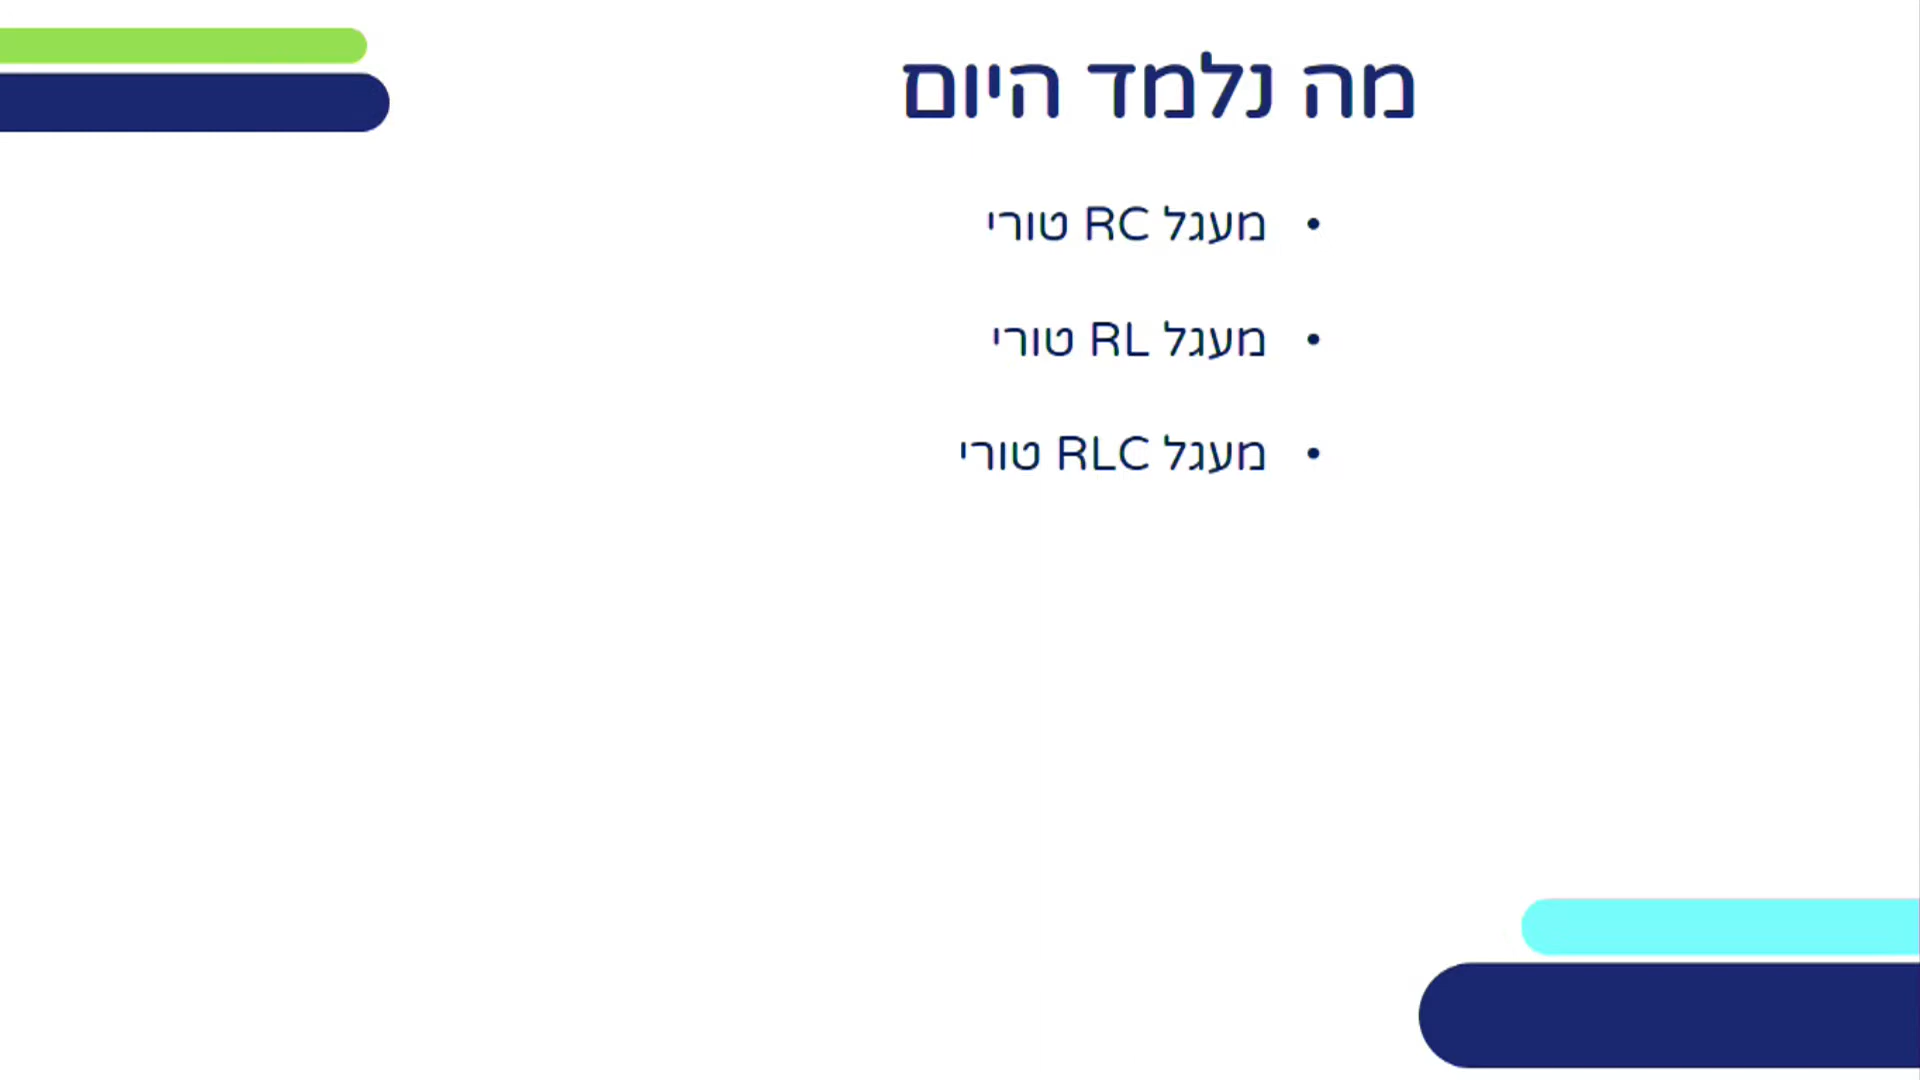 מה נלמד היום
• מעגל RC טורי
• מעגל RL טורי
• מעגל RLC טורי